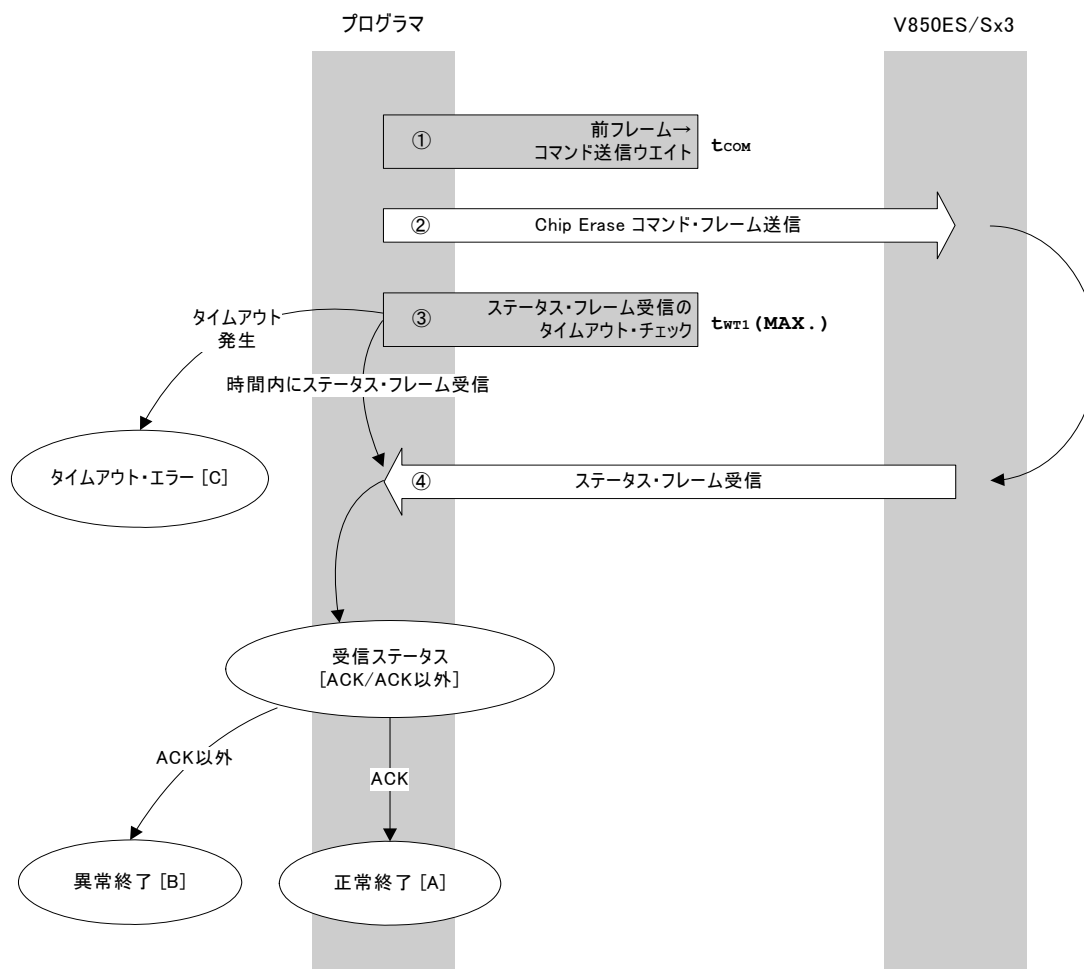 プログラマ
V850ES/Sx3
①
前フレーム→
コマンド送信ウエイト
tCOM
②
Chip Erase コマンド・フレーム送信
③
ステータス・フレーム受信の
タイムアウト・チェック
tWT1(MAX.)
タイムアウト
発生
時間内にステータス・フレーム受信
タイムアウト・エラー [C]
④
ステータス・フレーム受信
受信ステータス
[ACK/ACK以外]
ACK以外
ACK
異常終了 [B]
正常終了 [A]